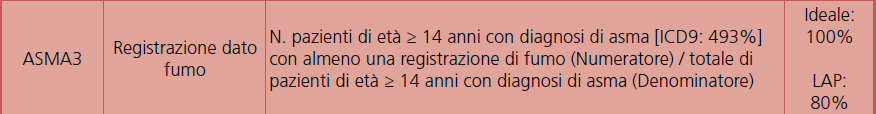 ASMA3
Registrazione dato
fumo
N. pazienti di età ≥ 14 anni con diagnosi di asma [ICD9: 493%]
con almeno una registrazione di fumo (Numeratore) / totale di
pazienti di età ≥ 14 anni con diagnosi di asma (Denominatore)
Ideale:
100%
LAP:
80%